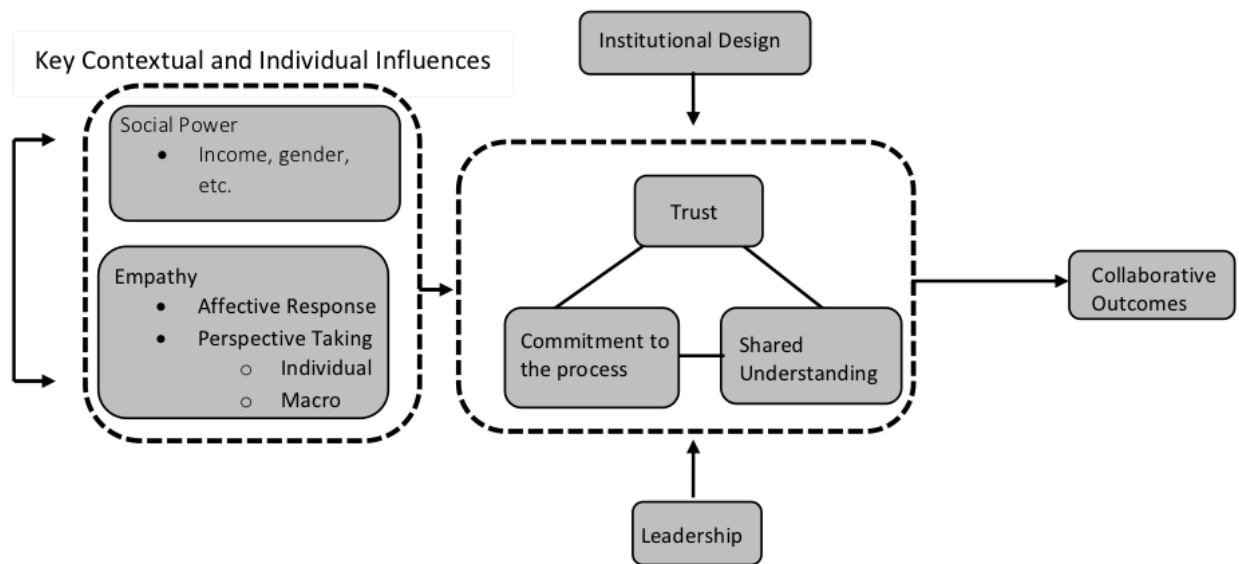 Institutional Design
Key Contextual and Individual Influences
Social Power
• Income, gender,
etc.
Empathy
• Affective Response
• Perspective Taking
o Individual
o Macro
Trust
Commitment to
the process
Shared
Understanding
Collaborative
Outcomes
Leadership